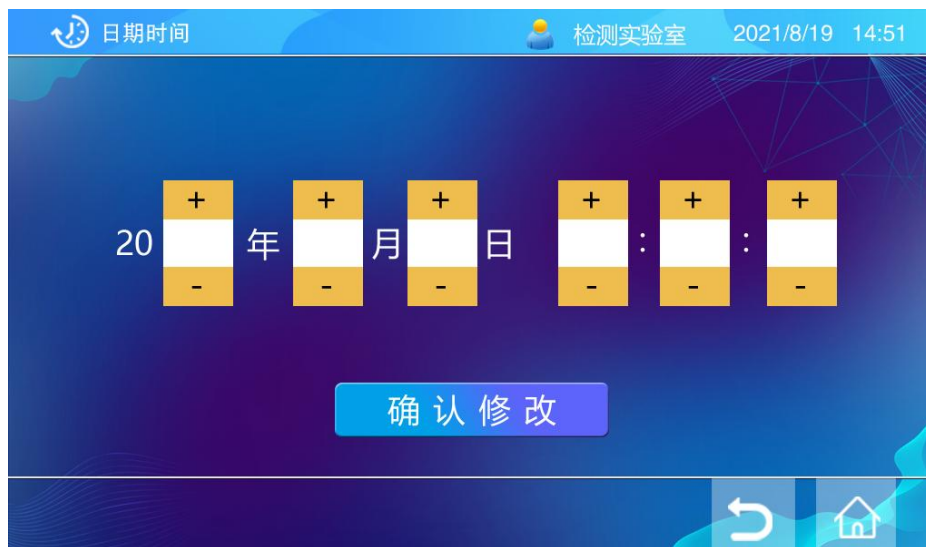 日期时间 检测实验室 2021/8/19 14:51
+ + + + + +
20 年 月 日 : :
- - - - - -
确认修改